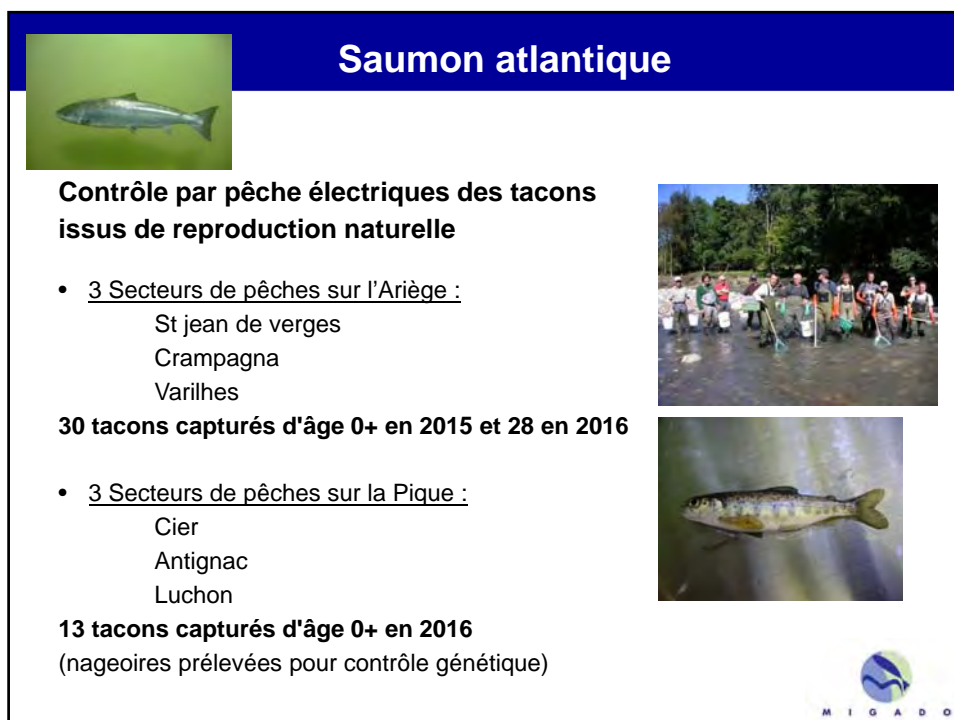 Saumon atlantique
Contrôle par pêche électriques des tacons
issus de reproduction naturelle
• 3 Secteurs de pêches sur l'Ariège :
St jean de verges
Crampagna
Varilhes
30 tacons capturés d'âge 0+ en 2015 et 28 en 2016
• 3 Secteurs de pêches sur la Pique :
Cier
Antignac
Luchon
13 tacons capturés d'âge 0+ en 2016
(nageoires prélevées pour contrôle génétique)
MIGADO